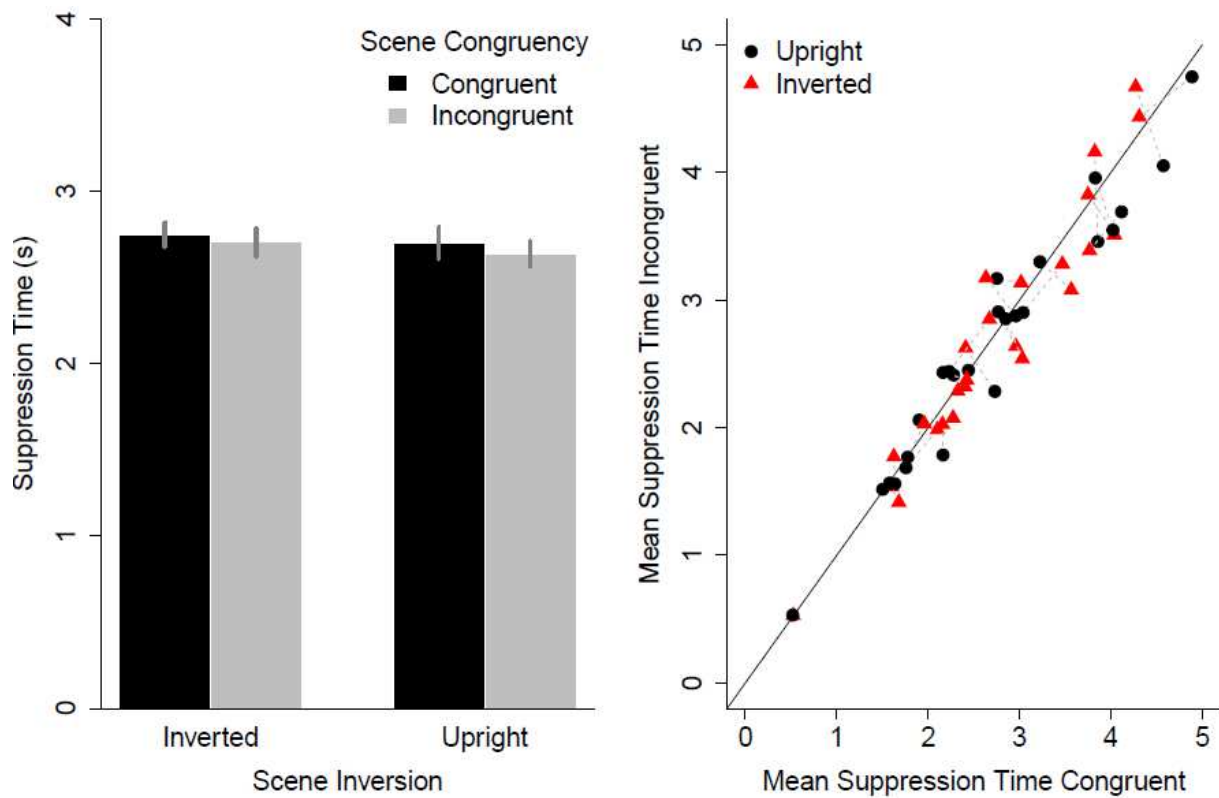 Suppression Time (s)
4
3
2
1
0
Scene Congruency
Congruent
Incongruent
Inverted
Upright
Scene Inversion
Mean Suppression Time Incongruent
5
4
3
2
1
0
Upright
Inverted
0 1 2 3 4 5
Mean Suppression Time Congruent